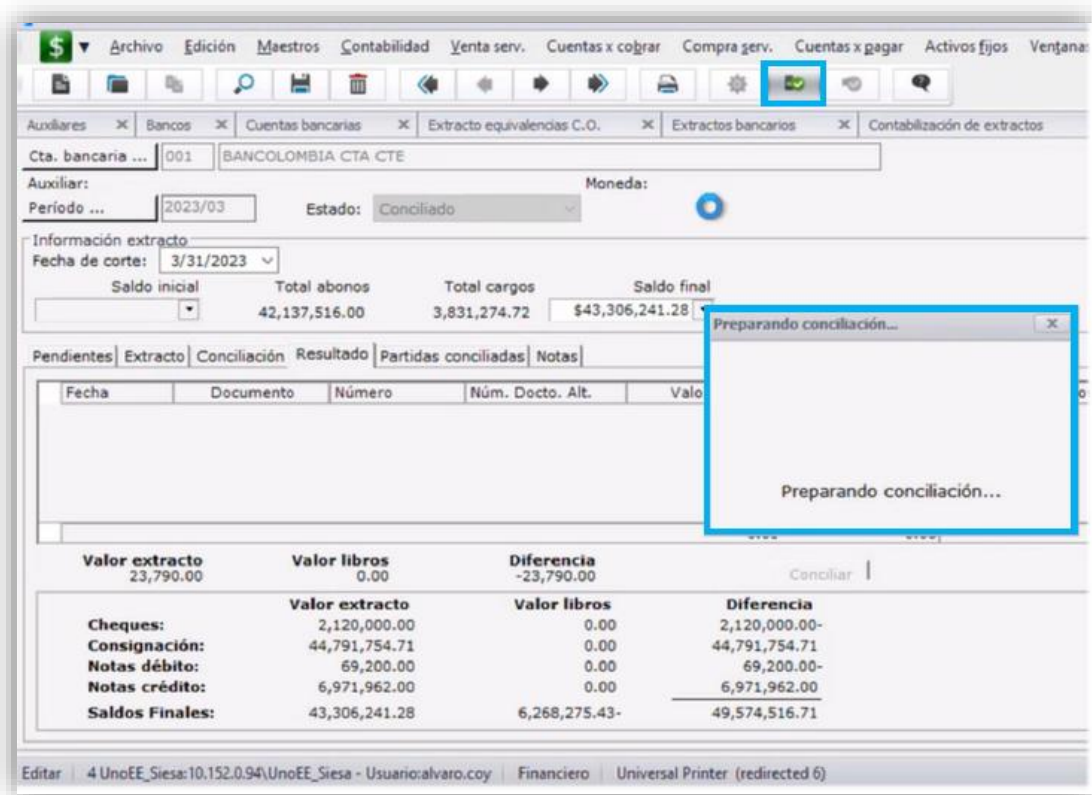 $ Archivo Edición Maestros Contabilidad Venta serv. Cuentas x cobrar Compra serv. Cuentas x pagar Activos fijos
Auxiliares Bancos Cuentas bancarias Extracto equivalencias C.O. Extractos bancarios Contabilización de extractos
Cta. bancaria ... 001 BANCOLOMBIA CTA CTE
Auxiliar: Moneda:
Período ... 2023/03 Estado: Conciliado
Información extracto
Fecha de corte: 3/31/2023
Saldo inicial Total abonos Total cargos Saldo final
42,137,516.00 3,831,274.72 $43,306,241.28
Preparando conciliación...
Pendientes Extracto Conciliación Resultado Partidas conciliadas Notas
Fecha Documento Número Núm. Docto. Alt. Valo
Preparando conciliación...
Valor extracto Valor libros Diferencia
23,790.00 0.00 -23,790.00 Conciliar
Valor extracto Valor libros Diferencia
Cheques: 2,120,000.00 0.00 2,120,000.00-
Consignación: 44,791,754.71 0.00 44,791,754.71
Notas débito: 69,200.00 0.00 69,200.00-
Notas crédito: 6,971,962.00 0.00 6,971,962.00
Saldos Finales: 43,306,241.28 6,268,275.43- 49,574,516.71
Editar 4 UnoEE_Siesa:10.152.0.94\UnoEE_Siesa - Usuario:alvaro.coy Financiero Universal Printer (redirected 6)